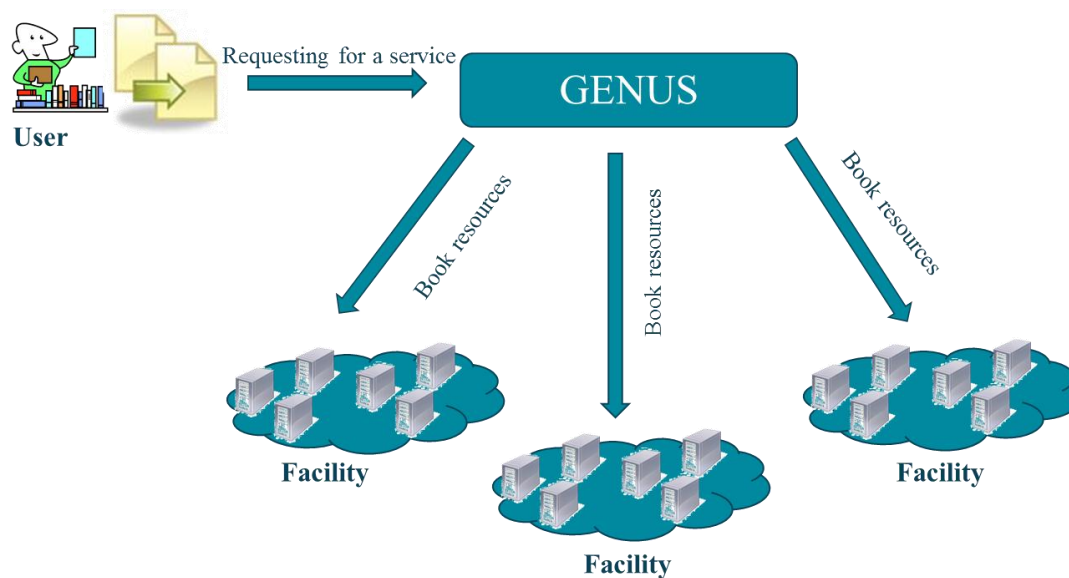 Requesting for a service
GENUS
User
Book resources
Book resources
Book resources
Facility
Facility
Facility